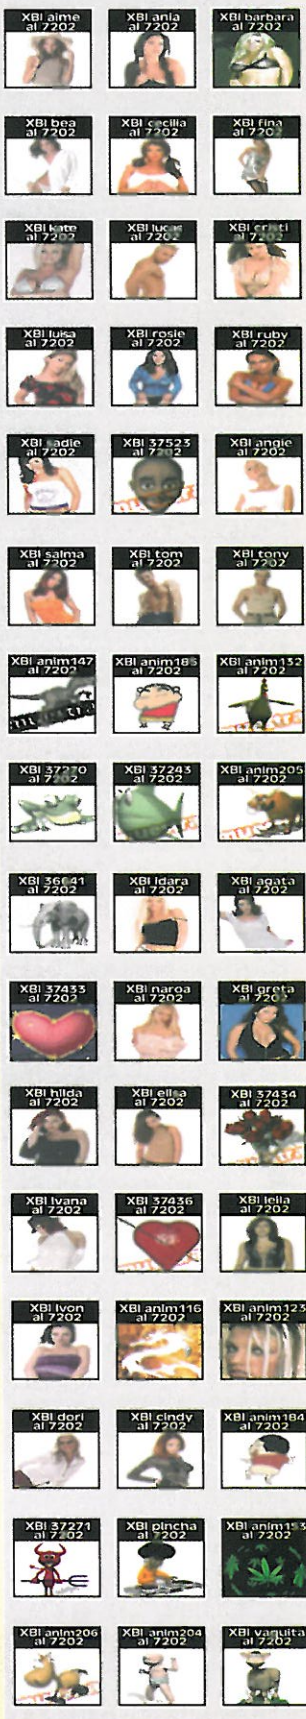 XBI aime
al 7202
XBI ania
al 7202
XBI barbara
al 7202
XBI bea
al 7202
XBI cecilia
al 7202
XBI fina
al 7202
XBI kate
al 7202
XBI lucas
al 7202
XBI cristi
al 7202
XBI luisa
al 7202
XBI rosie
al 7202
XBI ruby
al 7202
XBI sadie
al 7202
XBI 37523
al 7202
XBI angie
al 7202
XBI salma
al 7202
XBI tom
al 7202
XBI tony
al 7202
XBI anim147
al 7202
XBI anim185
al 7202
XBI anim132
al 7202
XBI 37270
al 7202
XBI 37243
al 7202
XBI anim205
al 7202
XBI 36641
al 7202
XBI idara
al 7202
XBI agata
al 7202
XBI 37433
al 7202
XBI naroa
al 7202
XBI greta
al 7202
XBI hilda
al 7202
XBI elisa
al 7202
XBI 37434
al 7202
XBI ivana
al 7202
XBI 37436
al 7202
XBI leila
al 7202
XBI ivon
al 7202
XBI anim116
al 7202
XBI anim123
al 7202
XBI dori
al 7202
XBI cindy
al 7202
XBI anim184
al 7202
XBI 37271
al 7202
XBI pincha
al 7202
XBI anim153
al 7202
XBI anim206
al 7202
XBI anim204
al 7202
XBI vaquita
al 7202